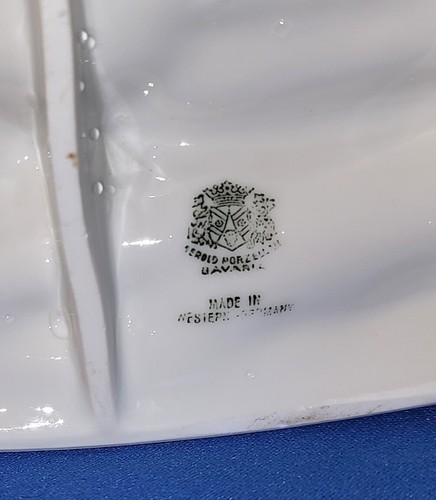 GEROLD PORZELLAN
BAVARIA
MADE IN
WESTERN GERMANY